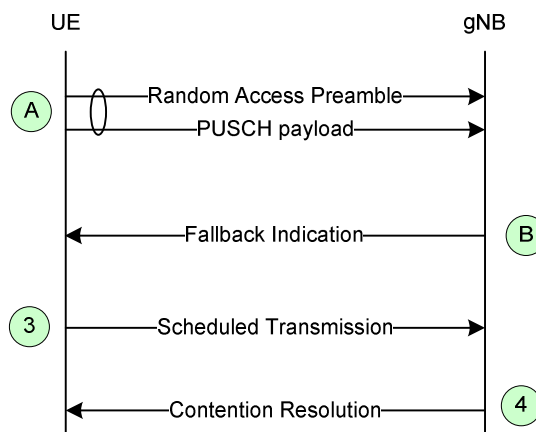 UE gNB
A Random Access Preamble
PUSCH payload
Fallback Indication B
3 Scheduled Transmission
Contention Resolution 4